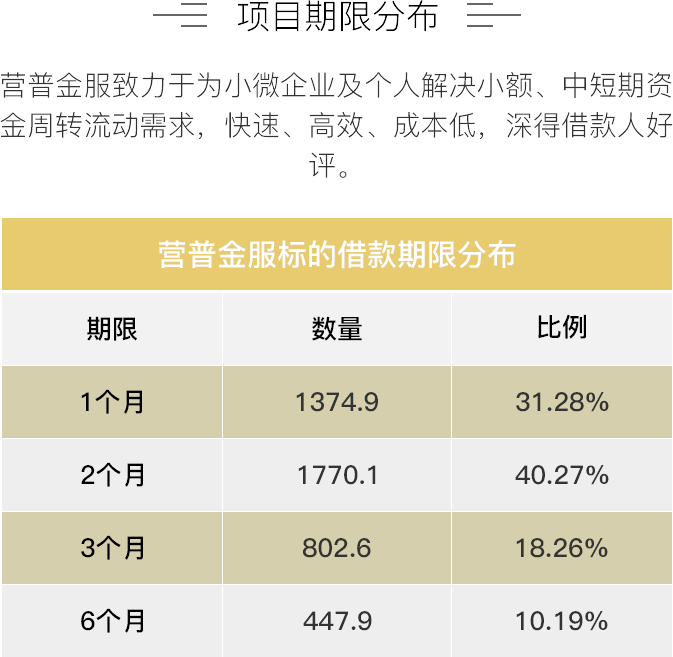 项目期限分布
营普金服致力于为小微企业及个人解决小额、中短期资
金周转流动需求，快速、高效、成本低，深得借款人好
评。
营普金服标的借款期限分布
期限 数量 比例
1个月 1374.9 31.28%
2个月 1770.1 40.27%
3个月 802.6 18.26%
6个月 447.9 10.19%